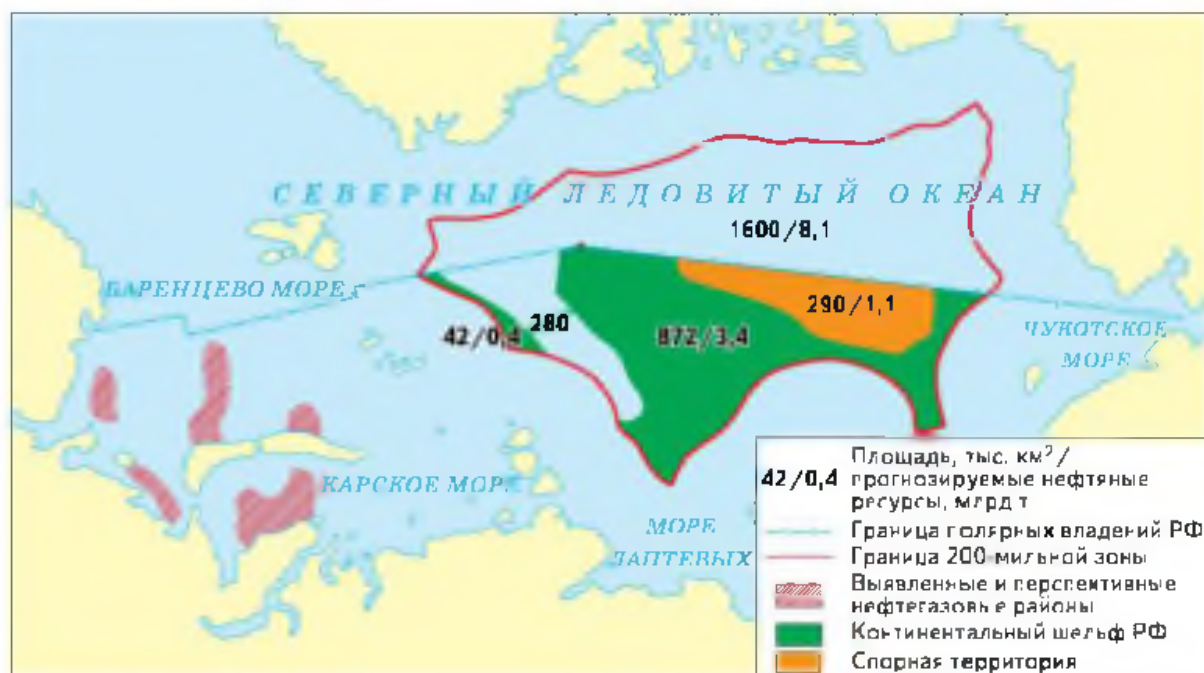 СЕВЕРНЫЙ ЛЕДОВИТЫЙ ОКЕАН
1600/8,1
БАРЕНЦЕВО МОРЕ
290/1,1
280
42/0,4
872/3,4
ЧУКОТСКОЕ
МОРЕ
КАРСКОЕ МОР
МОРЕ
ЛАПТЕВЫХ
42/0,4
Площадь, тыс. км²/
прогнозируемые нефтяные
ресурсы, млрд т
Граница полярных владений РФ
Граница 200-мильной зоны
Выявленные и перспективные
нефтегазовые районы
Континентальный шельф РФ
Спорная территория